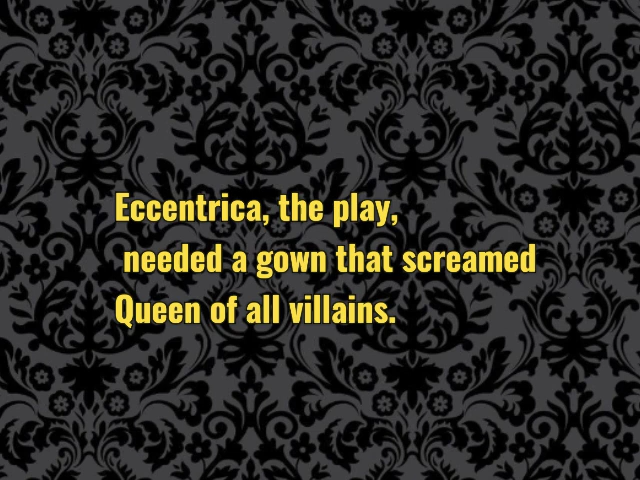 Eccentrica, the play,
needed a gown that screamed
Queen of all villains.